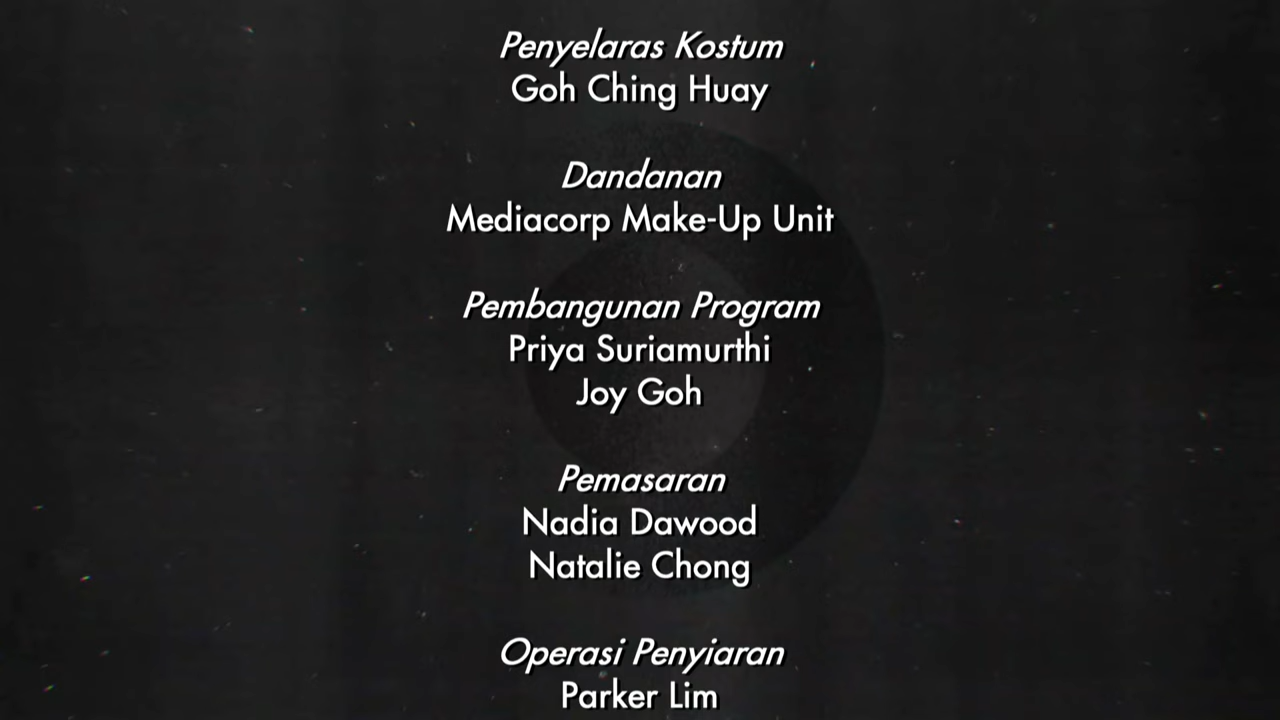 Penyelaras Kostum
Goh Ching Huay
Dandanan
Mediacorp Make-Up Unit
Pembangunan Program
Priya Suriamurthi
Joy Goh
Pemasaran
Nadia Dawood
Natalie Chong
Operasi Penyiaran
Parker Lim